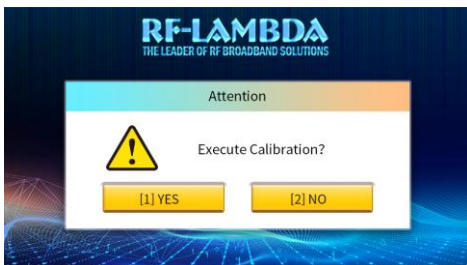 RF-LAMBDA
THE LEADER OF RF BROADBAND SOLUTIONS
Attention
Execute Calibration?
[1] YES [2] NO